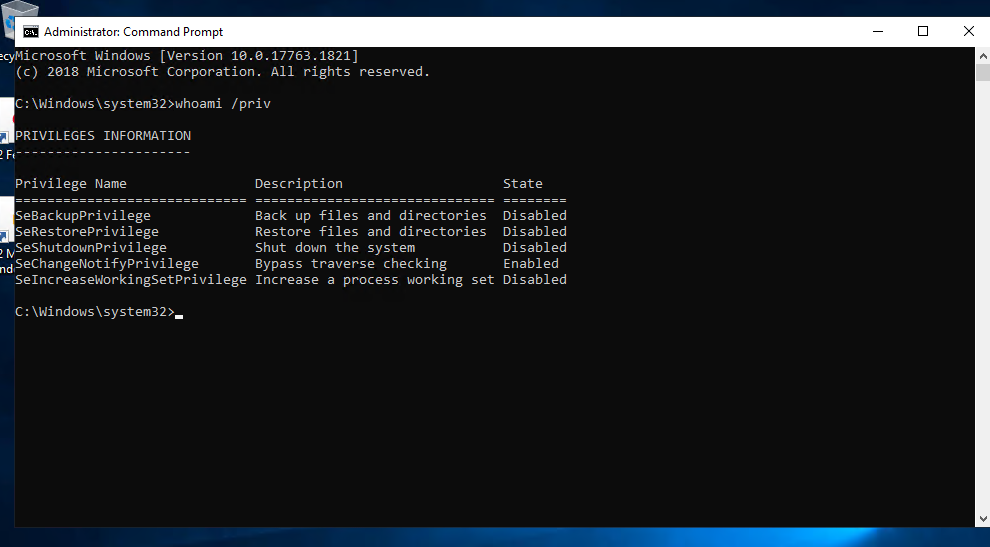 Administrator: Command Prompt
Microsoft Windows [Version 10.0.17763.1821]
(c) 2018 Microsoft Corporation. All rights reserved.
C:\Windows\system32>whoami /priv
PRIVILEGES INFORMATION
----------------------
Privilege Name Description State
============================= ============================== ========
SeBackupPrivilege Back up files and directories Disabled
SeRestorePrivilege Restore files and directories Disabled
SeShutdownPrivilege Shut down the system Disabled
SeChangeNotifyPrivilege Bypass traverse checking Enabled
SeIncreaseWorkingSetPrivilege Increase a process working set Disabled
C:\Windows\system32>